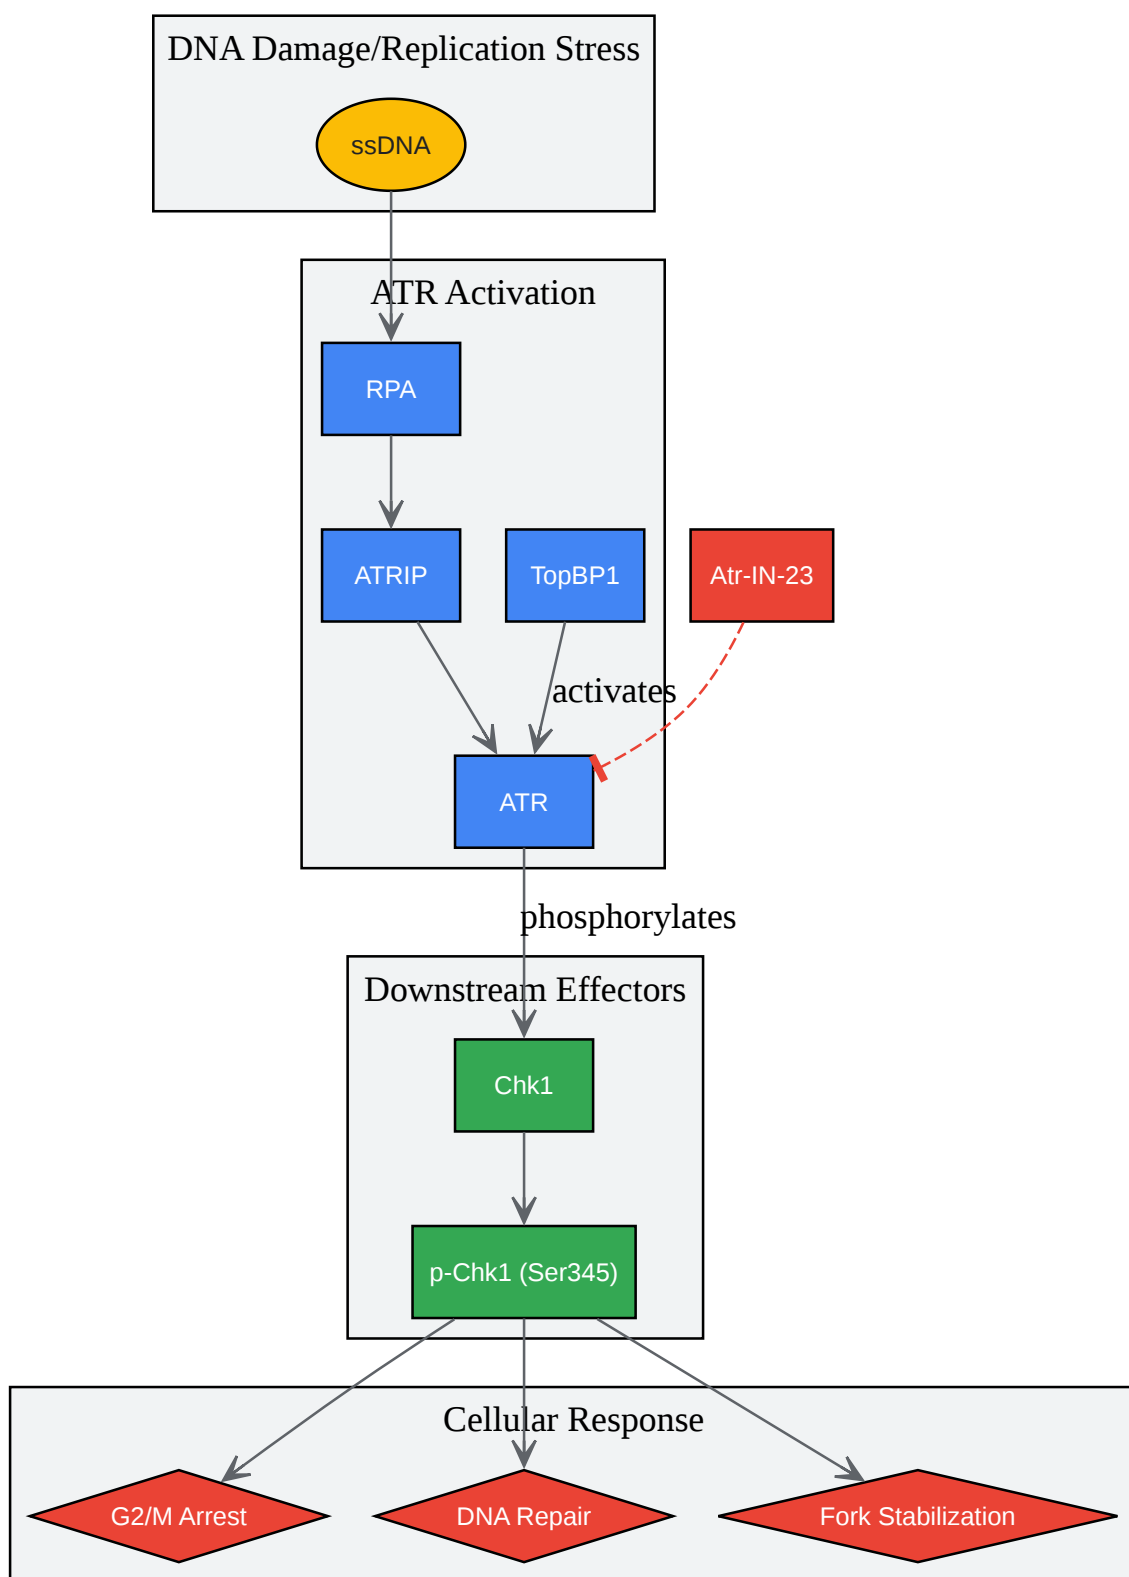 DNA Damage/Replication Stress
ssDNA
ATR Activation
RPA
ATRIP
TopBP1
Atr-IN-23
activates
ATR
phosphorylates
Downstream Effectors
Chk1
p-Chk1 (Ser345)
Cellular Response
G2/M Arrest
DNA Repair
Fork Stabilization